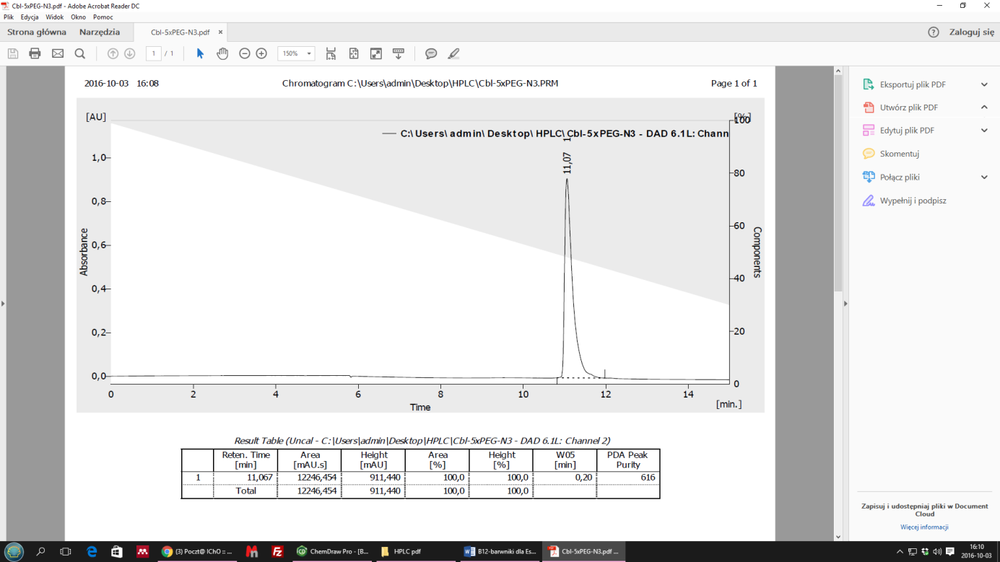 Cbl-5xPEG-N3.pdf - Adobe Acrobat Reader DC
Plik Edycja Widok Okno Pomoc
Strona główna Narzędzia Cbl-5xPEG-N3.pdf × Zaloguj się
1 / 1 150%
2016-10-03 16:08 Chromatogram C:\Users\admin\Desktop\HPLC\Cbl-5xPEG-N3.PRM Page 1 of 1
[AU] [%]
100
C:\Users\admin\Desktop\HPLC\Cbl-5xPEG-N3 - DAD 6.1L: Chann
11,07 1
1,0
80
0,8
60
0,6
Absorbance
Components
0,4
40
0,2
20
0,0
0
0 2 4 6 8 10 12 14
Time
[min.]
Result Table (Uncal - C:\Users\admin\Desktop\HPLC\Cbl-5xPEG-N3 - DAD 6.1L: Channel 2)
Reten. Time Area Height Area Height W05 PDA Peak
[min] [mAU.s] [mAU] [%] [%] [min] Purity
1 11,067 12246,454 911,440 100,0 100,0 0,20 616
Total 12246,454 911,440 100,0 100,0
Eksportuj plik PDF
Utwórz plik PDF
Edytuj plik PDF
Skomentuj
Połącz pliki
Wypełnij i podpisz
Zapisuj i udostępniaj pliki w Document
Cloud
Więcej informacji
(3) Poczt@ IChO :: ... ChemDraw Pro - [B... HPLC pdf B12-barwniki dla Es... Cbl-5xPEG-N3.pdf ...
16:10
2016-10-03